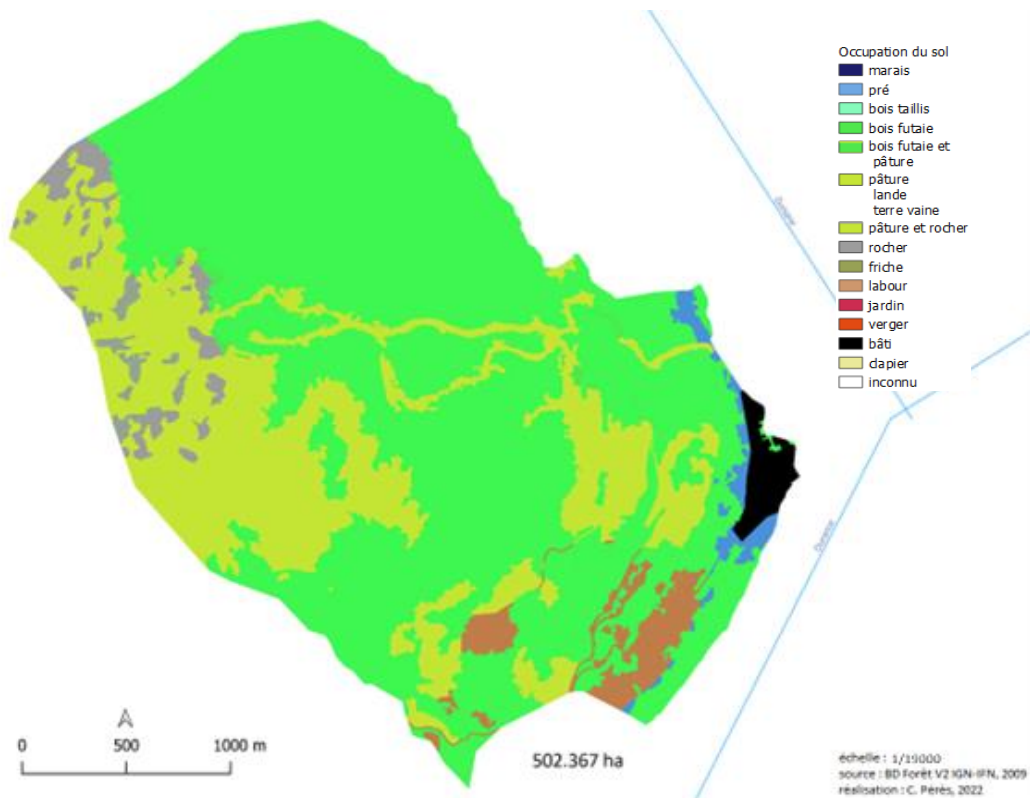 Occupation du sol
marais
pré
bois taillis
bois futaie
bois futaie et
pâture
pâture
lande
terre vaine
pâture et rocher
rocher
friche
labour
jardin
verger
bâti
clapier
inconnu
Durance
Durance
0 500 1000 m
502.367 ha
échelle : 1/19000
source : BD Forêt V2 IGN-IFN, 2009
réalisation : C. Pérès, 2022